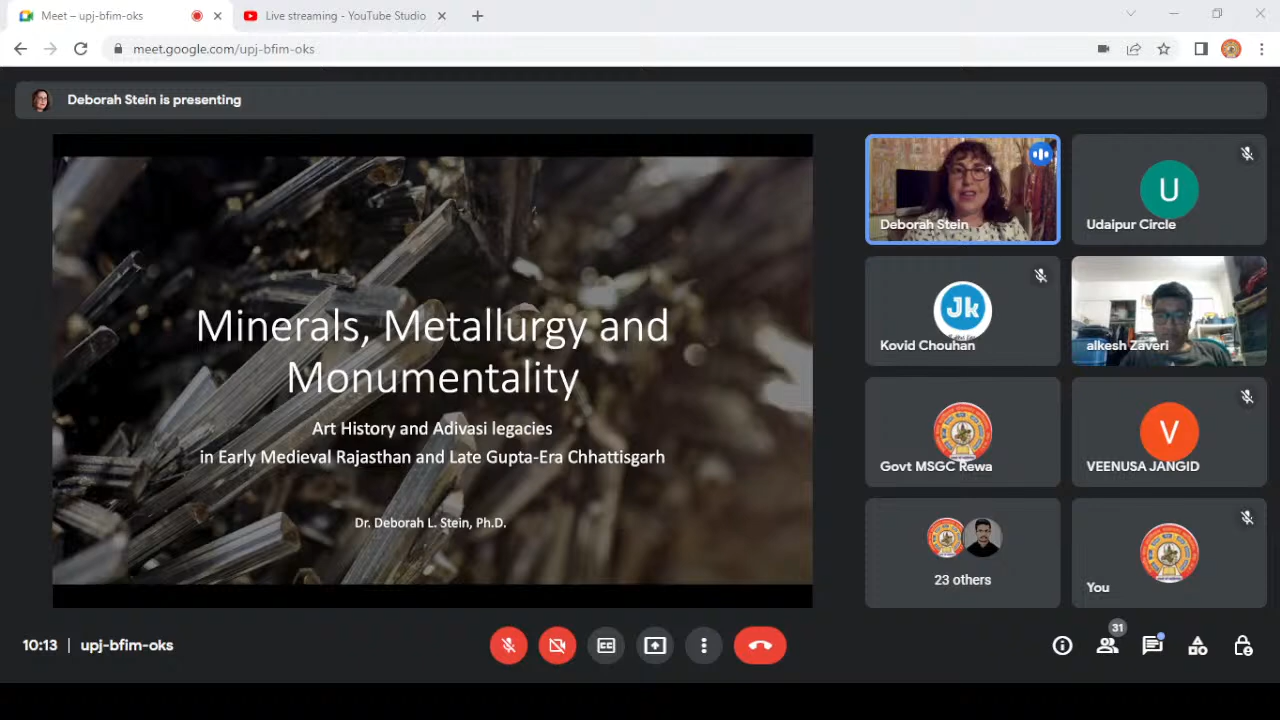 Meet – upj-bfim-oks
Live streaming - YouTube Studio
meet.google.com/upj-bfim-oks
Deborah Stein is presenting
Minerals, Metallurgy and
Monumentality
Art History and Adivasi legacies
in Early Medieval Rajasthan and Late Gupta-Era Chhattisgarh
Dr. Deborah L. Stein, Ph.D.
Deborah Stein
U
Udaipur Circle
Jk
Kovid Chouhan
alkesh Zaveri
Govt MSGC Rewa
V
VEENUSA JANGID
23 others
You
10:13 | upj-bfim-oks
CC
31